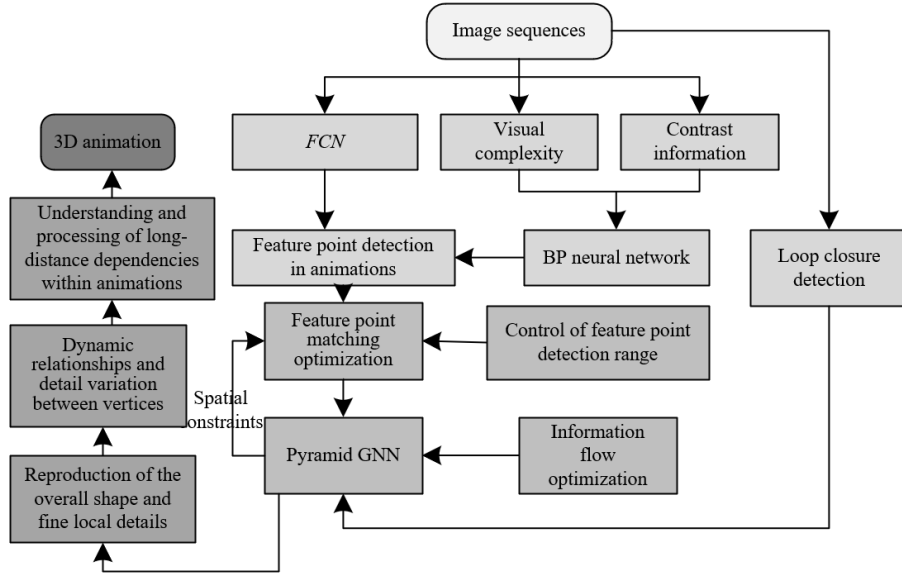 Image sequences
3D animation
FCN
Visual
complexity
Contrast
information
Understanding and
processing of long-
distance dependencies
within animations
Feature point detection
in animations
BP neural network
Loop closure
detection
Feature point
matching
optimization
Control of feature point
detection range
Dynamic
relationships and
detail variation
between vertices
Spatial
constraints
Pyramid GNN
Information
flow
optimization
Reproduction of the
overall shape and
fine local details